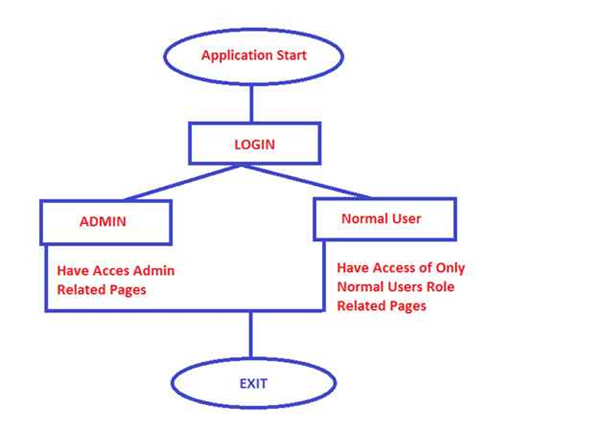 Application Start
LOGIN
ADMIN
Normal User
Have Acces Admin
Related Pages
Have Access of Only
Normal Users Role
Related Pages
EXIT